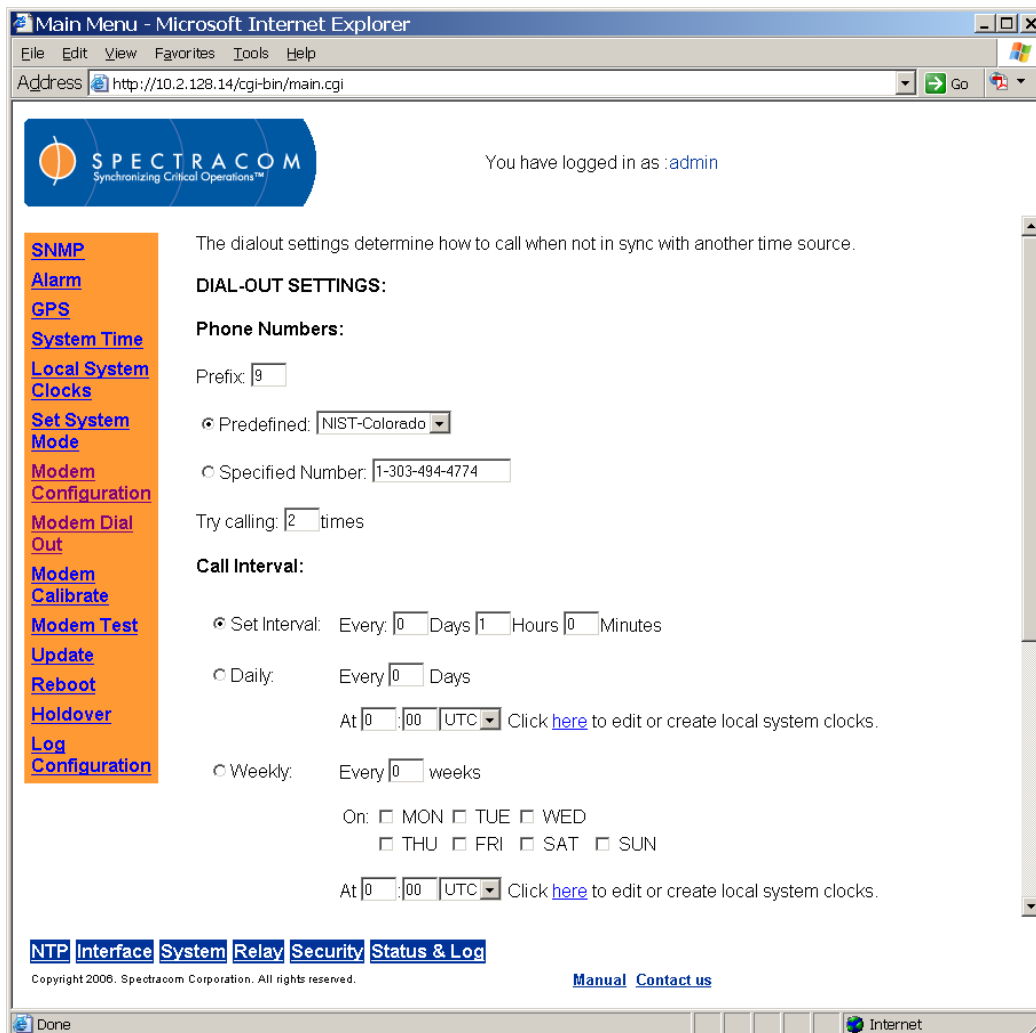 Main Menu - Microsoft Internet Explorer
File Edit View Favorites Tools Help
Address http://10.2.128.14/cgi-bin/main.cgi Go
SPECTRACOM
Synchronizing Critical Operations™
You have logged in as :admin
SNMP
Alarm
GPS
System Time
Local System
Clocks
Set System
Mode
Modem
Configuration
Modem Dial
Out
Modem
Calibrate
Modem Test
Update
Reboot
Holdover
Log
Configuration
The dialout settings determine how to call when not in sync with another time source.
DIAL-OUT SETTINGS:
Phone Numbers:
Prefix: 9
Predefined: NIST-Colorado
Specified Number: 1-303-494-4774
Try calling: 2 times
Call Interval:
Set Interval: Every: 0 Days 1 Hours 0 Minutes
Daily: Every 0 Days
At 0 :00 UTC Click here to edit or create local system clocks.
Weekly: Every 0 weeks
On: MON TUE WED
THU FRI SAT SUN
At 0 :00 UTC Click here to edit or create local system clocks.
NTP Interface System Relay Security Status & Log
Copyright 2006. Spectracom Corporation. All rights reserved.
Manual Contact us
Done Internet